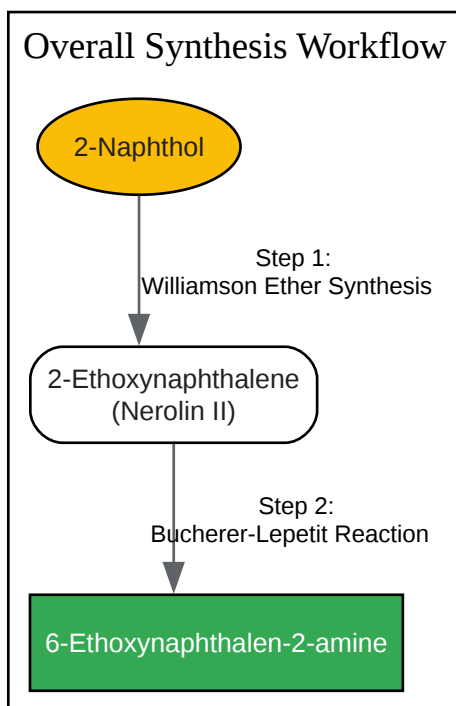 Overall Synthesis Workflow
2-Naphthol
Step 1:
Williamson Ether Synthesis
2-Ethoxynaphthalene
(Nerolin II)
Step 2:
Bucherer-Lepetit Reaction
6-Ethoxynaphthalen-2-amine